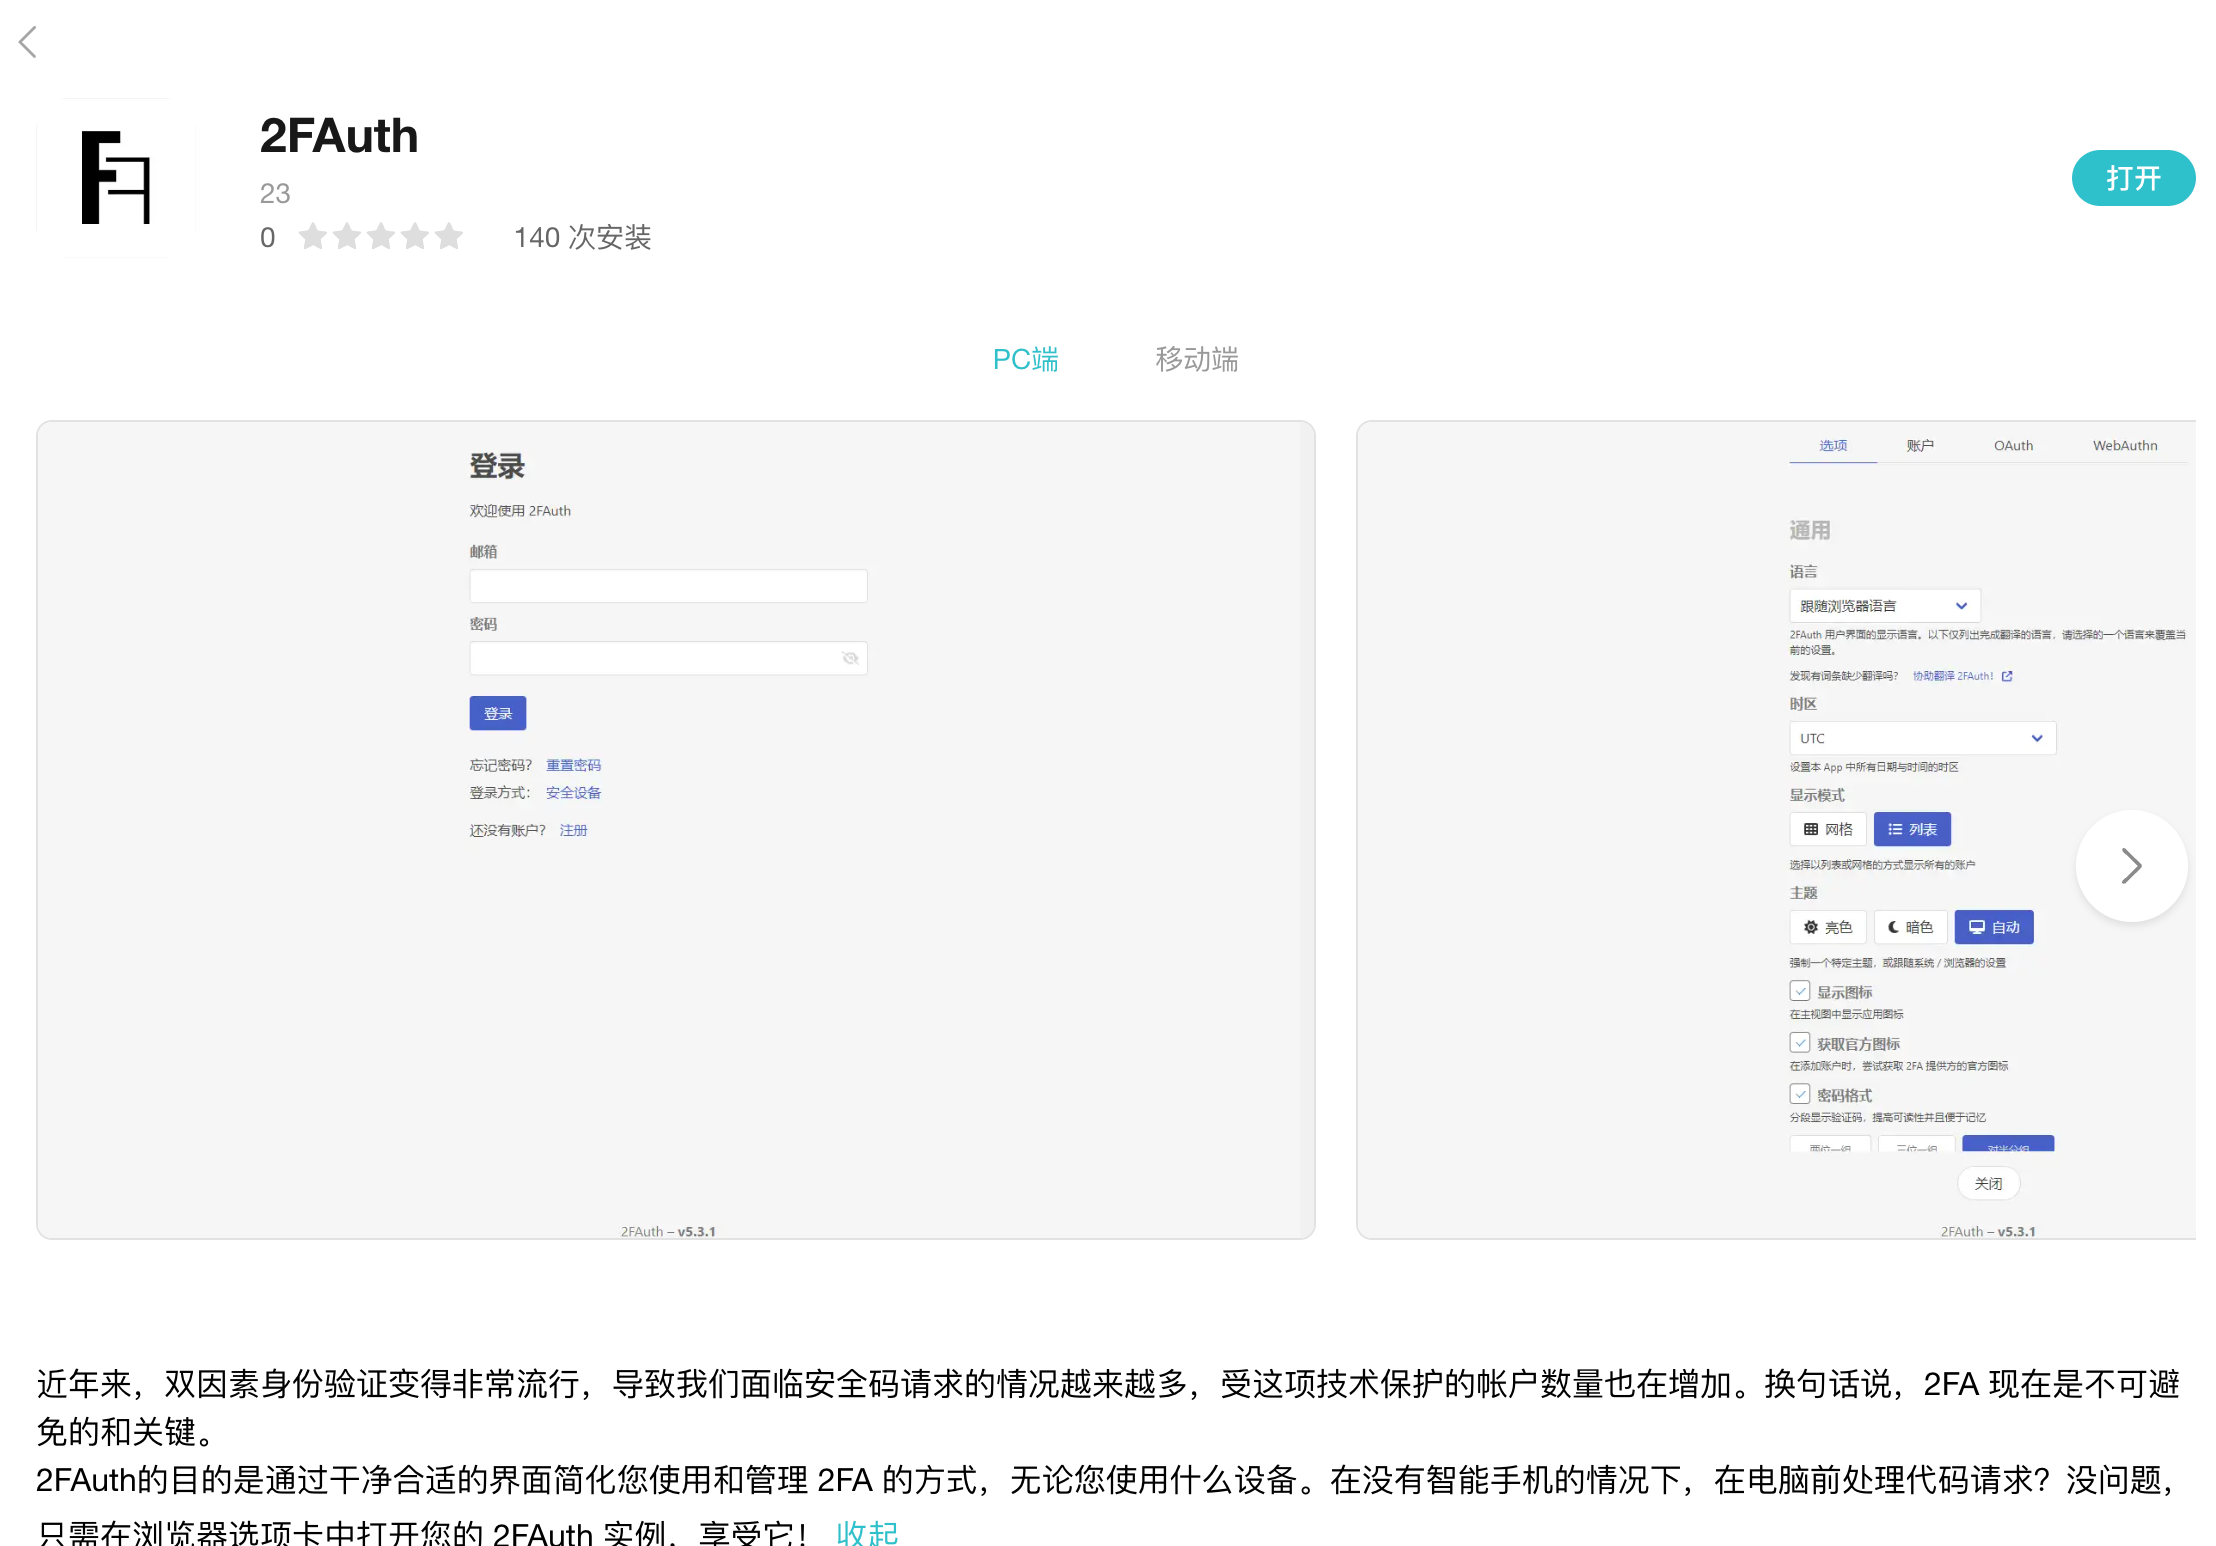 2FAuth
23
0
140 次安装
打开
PC端
移动端
登录
欢迎使用 2FAuth
邮箱
密码
登录
忘记密码? 重置密码
登录方式: 安全设备
还没有账户? 注册
2FAuth – v5.3.1
选项 账户 OAuth WebAuthn
通用
语言
跟随浏览器语言
2FAuth 用户界面的显示语言。以下仅列出完成翻译的语言,请选择的一个语言来覆盖当
前的设置。
发现有词条缺少翻译吗? 协助翻译 2FAuth!
时区
UTC
设置本 App 中所有日期与时间的时区
显示模式
网格 列表
选择以列表或网格的方式显示所有的账户
主题
亮色 暗色 自动
强制一个特定主题,或跟随系统 / 浏览器的设置
显示图标
在主视图中显示应用图标
获取官方图标
在添加账户时,尝试获取 2FA 提供方的官方图标
密码格式
分段显示验证码,提高可读性并且便于记忆
两位一组 三位一组 对半分组
关闭
2FAuth – v5.3.1
近年来,双因素身份验证变得非常流行,导致我们面临安全码请求的情况越来越多,受这项技术保护的帐户数量也在增加。换句话说,2FA 现在是不可避
免的和关键。
2FAuth的目的是通过干净合适的界面简化您使用和管理 2FA 的方式,无论您使用什么设备。在没有智能手机的情况下,在电脑前处理代码请求?没问题,
只需在浏览器选项卡中打开您的 2FAuth 实例,享受它! 收起